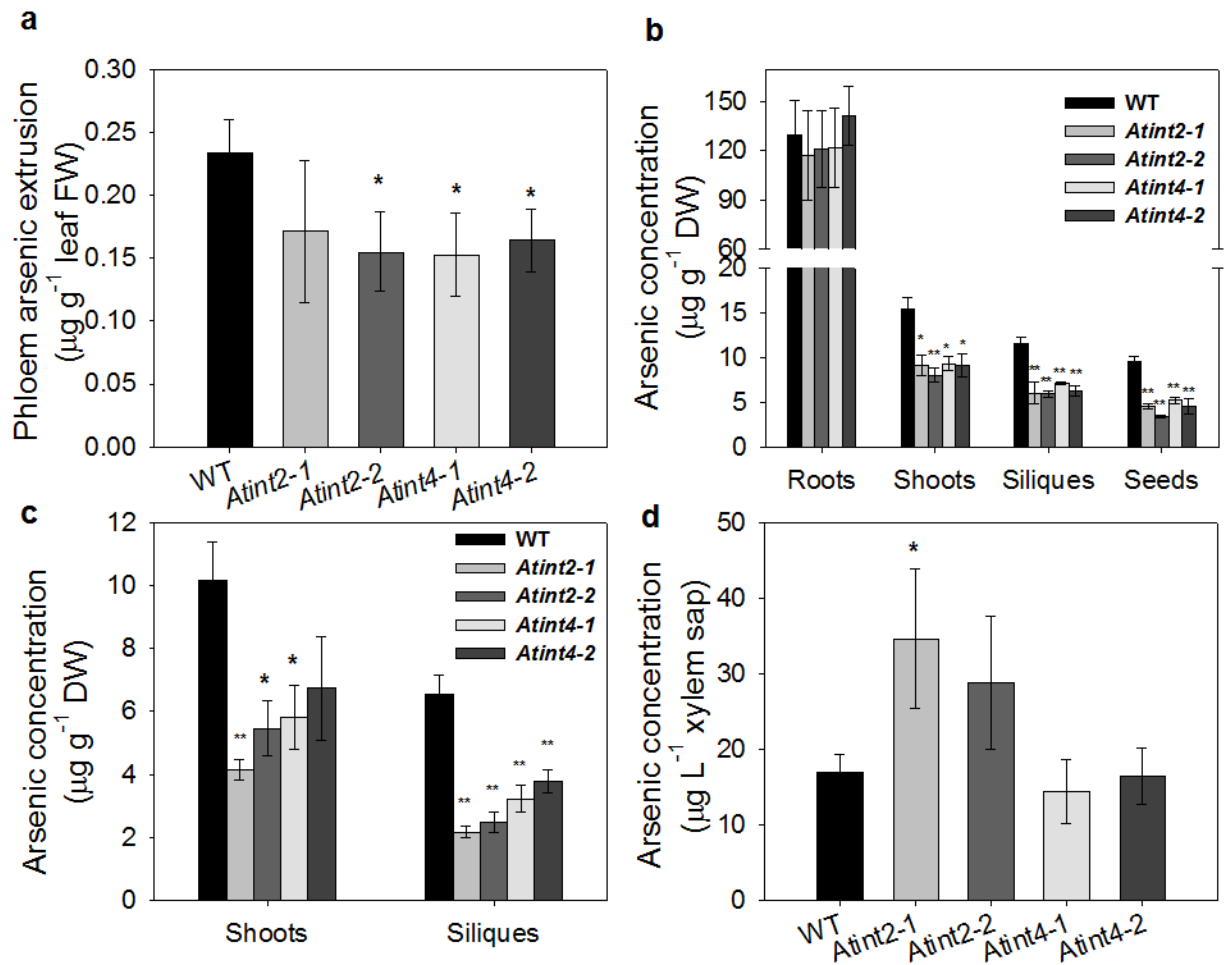 a
Phloem arsenic extrusion
(μg g⁻¹ leaf FW)
0.30
0.25
0.20
0.15
0.10
0.05
0.00
*
*
*
WT
Atint2-1
Atint2-2
Atint4-1
Atint4-2
b
Arsenic concentration
(μg g⁻¹ DW)
150
120
90
60
20
15
10
5
0
WT
Atint2-1
Atint2-2
Atint4-1
Atint4-2
* ** * *
** ** ** **
** ** ** **
Roots Shoots Siliques Seeds
c
Arsenic concentration
(μg g⁻¹ DW)
12
10
8
6
4
2
0
WT
Atint2-1
Atint2-2
Atint4-1
Atint4-2
** * *
** ** ** **
Shoots Siliques
d
Arsenic concentration
(μg L⁻¹ xylem sap)
50
40
30
20
10
0
*
WT
Atint2-1
Atint2-2
Atint4-1
Atint4-2